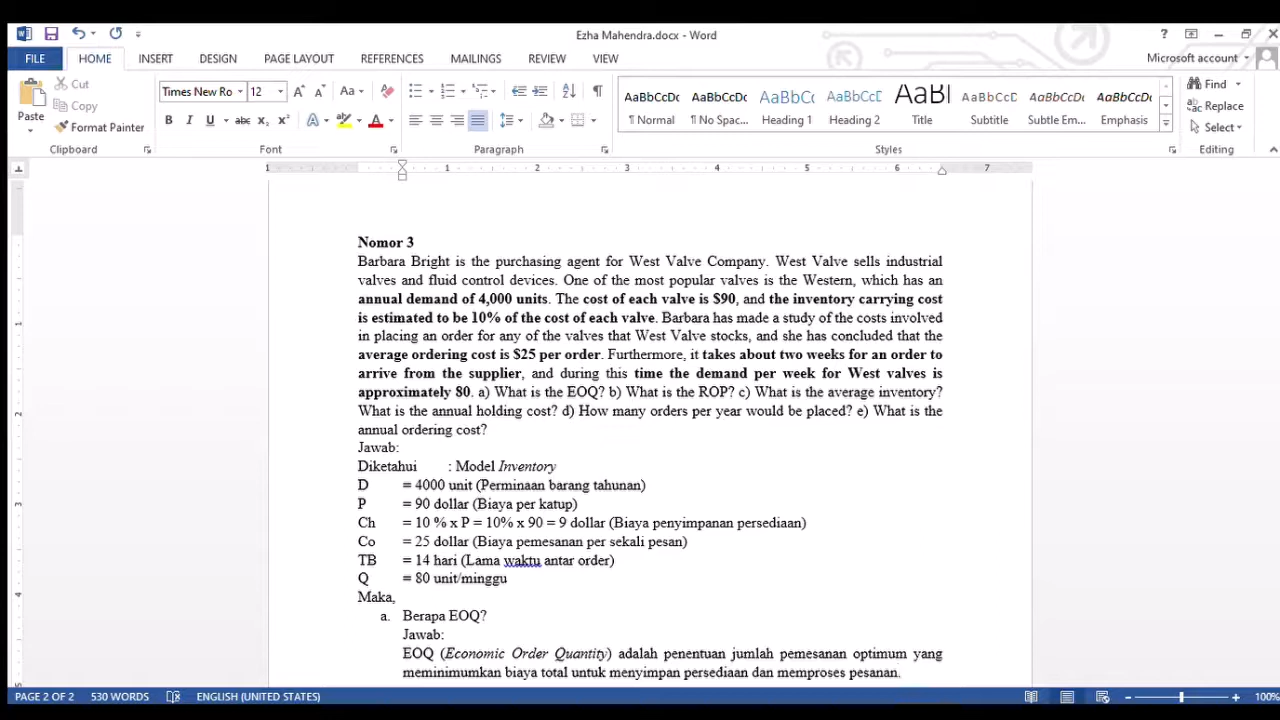 Ezha Mahendra.docx - Word
FILE HOME INSERT DESIGN PAGE LAYOUT REFERENCES MAILINGS REVIEW VIEW Microsoft account
Paste
Cut
Copy
Format Painter
Clipboard
Times New Ro 12
Font
Paragraph
AaBbCcDc AaBbCcDc AaBbCc AaBbCcD AaBl AaBbCcD AaBbCcDc AaBbCcDc
¶ Normal ¶ No Spac... Heading 1 Heading 2 Title Subtitle Subtle Em... Emphasis
Styles
Find
Replace
Select
Editing
1 1 2 3 4 5 6 7
Nomor 3
Barbara Bright is the purchasing agent for West Valve Company. West Valve sells industrial
valves and fluid control devices. One of the most popular valves is the Western, which has an
annual demand of 4,000 units. The cost of each valve is $90, and the inventory carrying cost
is estimated to be 10% of the cost of each valve. Barbara has made a study of the costs involved
in placing an order for any of the valves that West Valve stocks, and she has concluded that the
average ordering cost is $25 per order. Furthermore, it takes about two weeks for an order to
arrive from the supplier, and during this time the demand per week for West valves is
approximately 80. a) What is the EOQ? b) What is the ROP? c) What is the average inventory?
What is the annual holding cost? d) How many orders per year would be placed? e) What is the
annual ordering cost?
Jawab:
Diketahui : Model Inventory
D = 4000 unit (Perminaan barang tahunan)
P = 90 dollar (Biaya per katup)
Ch = 10 % x P = 10% x 90 = 9 dollar (Biaya penyimpanan persediaan)
Co = 25 dollar (Biaya pemesanan per sekali pesan)
TB = 14 hari (Lama waktu antar order)
Q = 80 unit/minggu
Maka,
a. Berapa EOQ?
Jawab:
EOQ (Economic Order Quantity) adalah penentuan jumlah pemesanan optimum yang
meminimumkan biaya total untuk menyimpan persediaan dan memproses pesanan.
PAGE 2 OF 2 530 WORDS ENGLISH (UNITED STATES) 100%